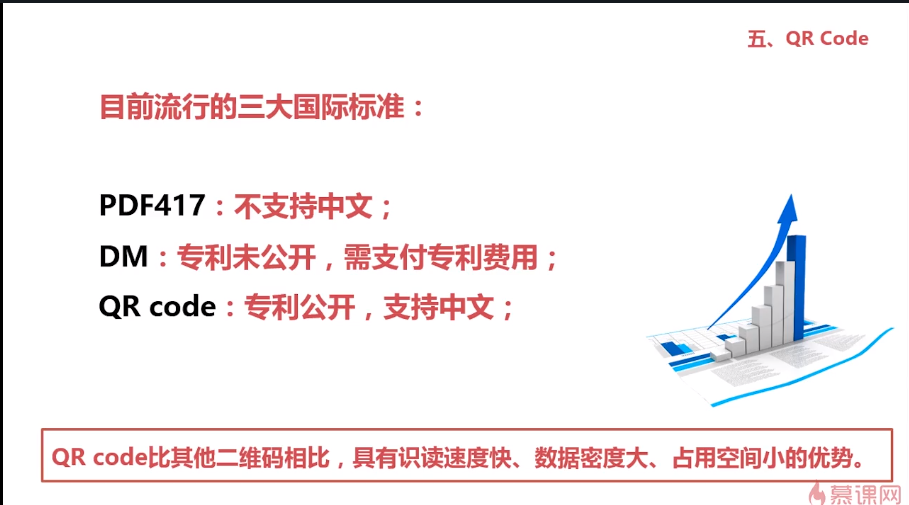 五、QR Code
目前流行的三大国际标准：
PDF417：不支持中文；
DM：专利未公开，需支付专利费用；
QR code：专利公开，支持中文；
QR code比其他二维码相比，具有识读速度快、数据密度大、占用空间小的优势。
慕课网